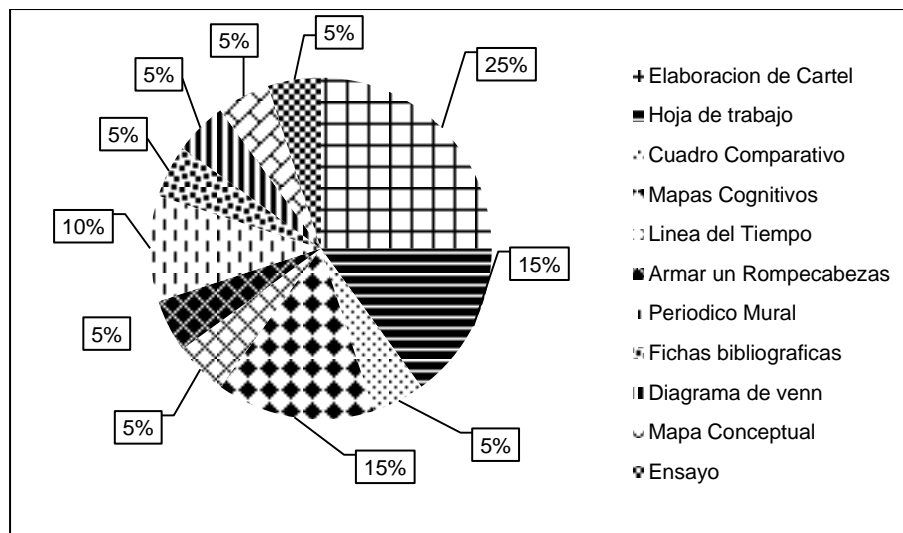 5%
5%
25%
5%
5%
10%
15%
5%
5%
5%
15%
Elaboracion de Cartel
Hoja de trabajo
Cuadro Comparativo
Mapas Cognitivos
Linea del Tiempo
Armar un Rompecabezas
Periodico Mural
Fichas bibliograficas
Diagrama de venn
Mapa Conceptual
Ensayo